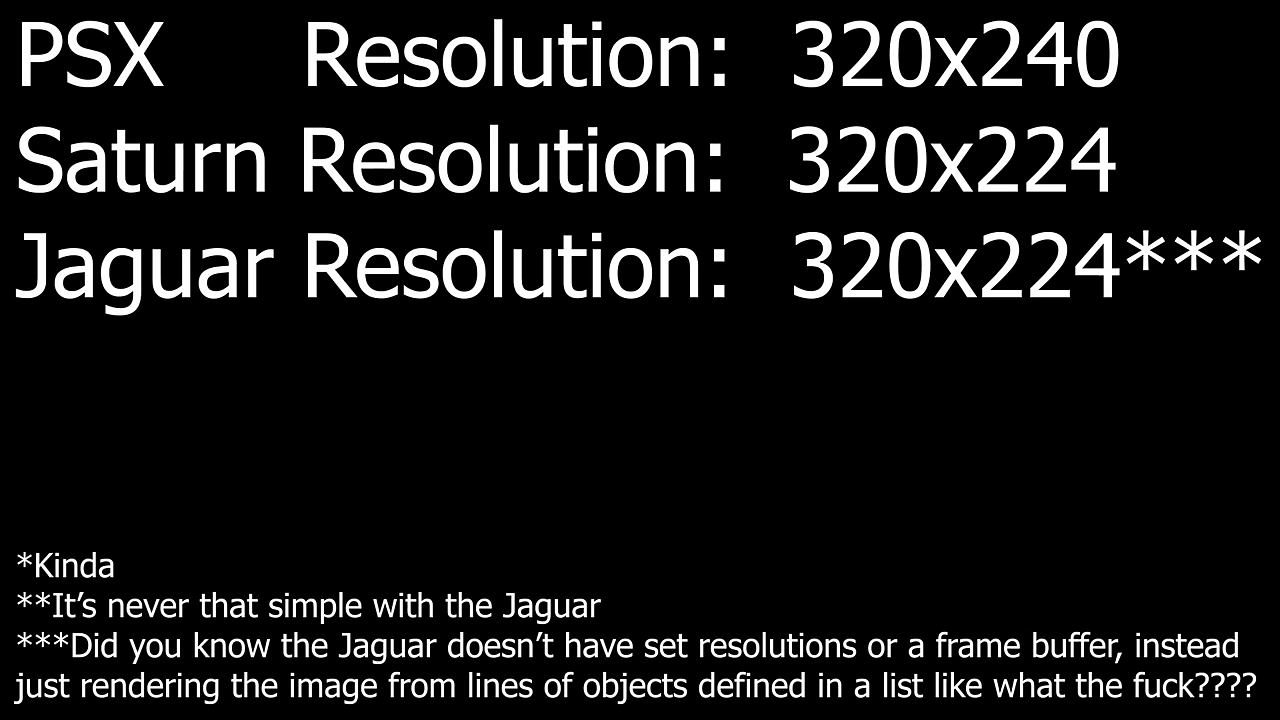 PSX Resolution: 320x240
Saturn Resolution: 320x224
Jaguar Resolution: 320x224***
*Kinda
**It’s never that simple with the Jaguar
***Did you know the Jaguar doesn’t have set resolutions or a frame buffer, instead
just rendering the image from lines of objects defined in a list like what the fuck????